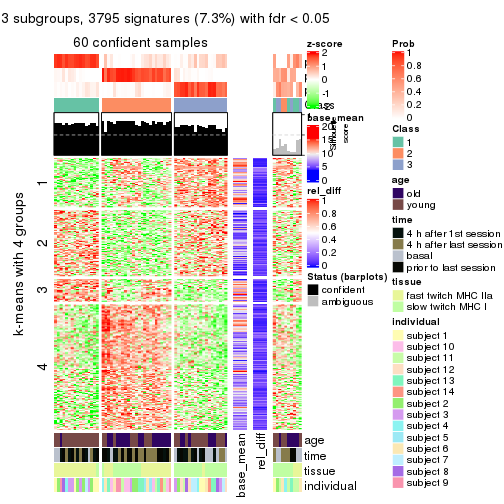 3 subgroups, 3795 signatures (7.3%) with fdr < 0.05
60 confident samples
k-means with 4 groups
1
2
3
4
base_mean
rel_diff
age
time
tissue
individual
z-score
2
1
0
-1
-2
base_mean
20
15
10
5
0
Silhouette
score
rel_diff
1
0.8
0.6
0.4
0.2
0
Status (barplots)
confident
ambiguous
Prob
1
0.8
0.6
0.4
0.2
0
Class
1
2
3
age
old
young
time
4 h after 1st session
4 h after last session
basal
prior to last session
tissue
fast twitch MHC IIa
slow twitch MHC I
individual
subject 1
subject 10
subject 11
subject 12
subject 13
subject 14
subject 2
subject 3
subject 4
subject 5
subject 6
subject 7
subject 8
subject 9